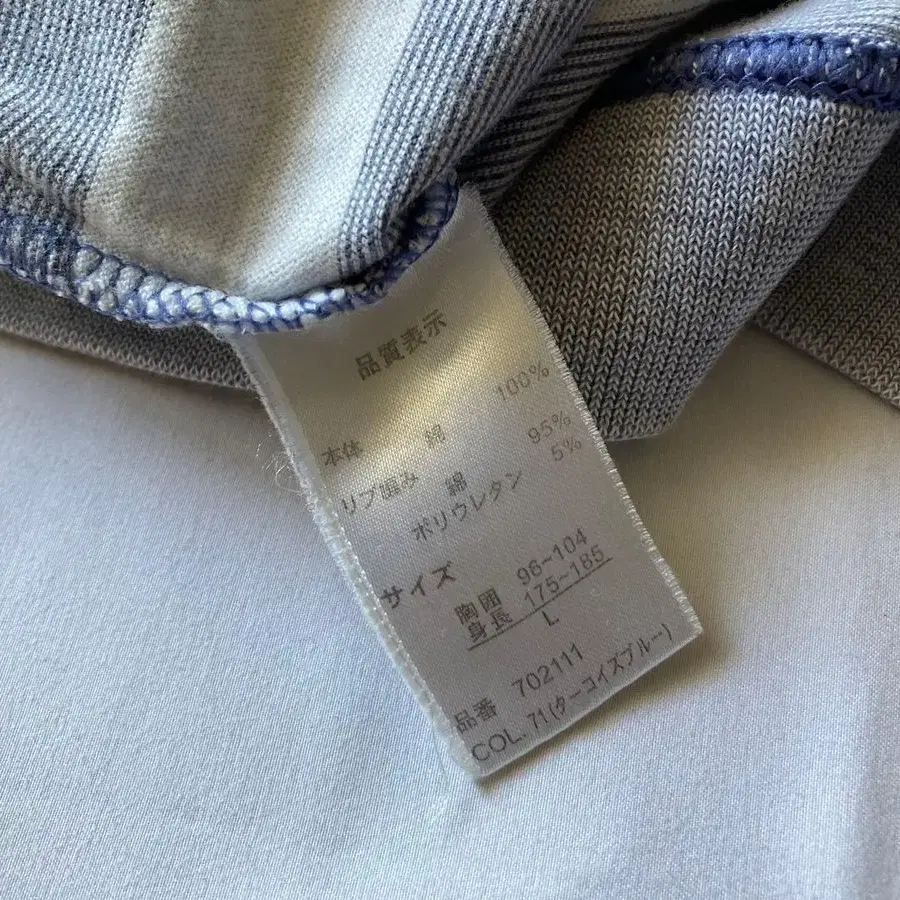 品質表示
本体 綿 100%
リブ編み 綿 95%
ポリウレタン 5%
サイズ
胸囲 96~104
身長 175~185
L
品番 702111
COL. 71(ターコイズブルー)